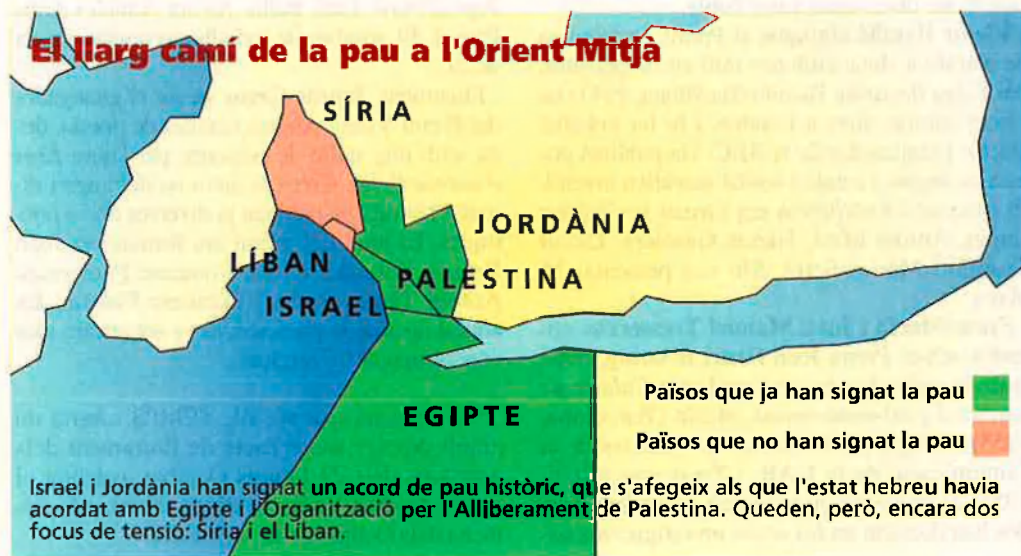 El llarg camí de la pau a l'Orient Mitjà
SÍRIA
JORDÀNIA
LÍBAN
PALESTINA
ISRAEL
EGIPTE
Països que ja han signat la pau
Països que no han signat la pau
Israel i Jordània han signat un acord de pau històric, que s'afegeix als que l'estat hebreu havia
acordat amb Egipte i l'Organització per l'Alliberament de Palestina. Queden, però, encara dos
focus de tensió: Síria i el Líban.